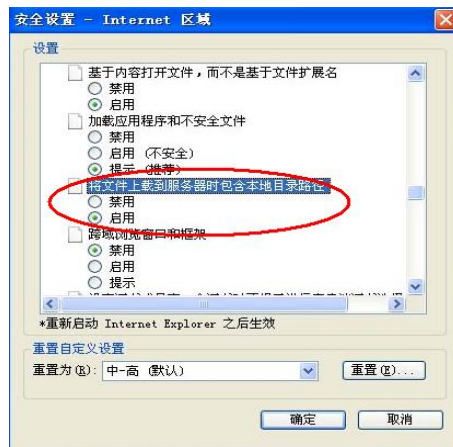 安全设置 - Internet 区域
设置
基于内容打开文件，而不是基于文件扩展名
禁用
启用
加载应用程序和不安全文件
禁用
启用 (不安全)
提示 (推荐)
将文件上载到服务器时包含本地目录路径
禁用
启用
跨域浏览窗口和框架
禁用
启用
提示
*重新启动 Internet Explorer 之后生效
重置自定义设置
重置为(R): 中-高 (默认)
重置(E)...
确定 取消